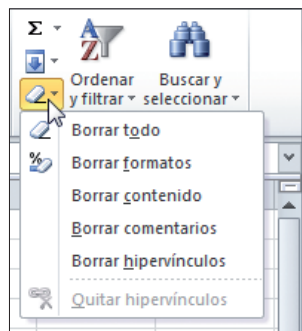 Σ
Ordenar y filtrar
Buscar y seleccionar
Borrar todo
Borrar formatos
Borrar contenido
Borrar comentarios
Borrar hipervínculos
Quitar hipervínculos